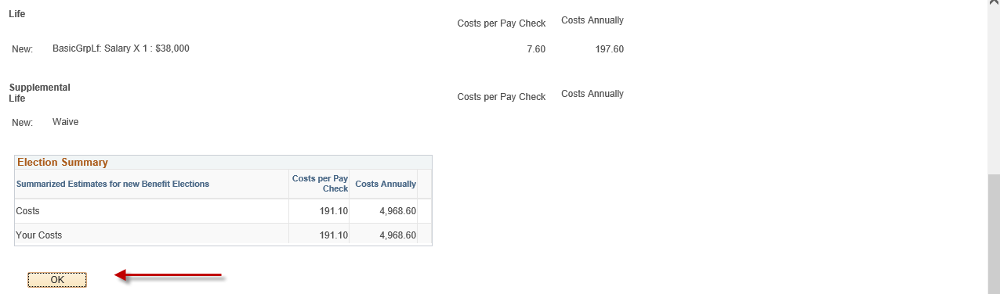 Life
Costs per Pay Check Costs Annually
New: BasicGrpLf: Salary X 1 : $38,000 7.60 197.60
Supplemental
Life
Costs per Pay Check Costs Annually
New: Waive
Election Summary
Summarized Estimates for new Benefit Elections Costs per Pay Check Costs Annually
Costs 191.10 4,968.60
Your Costs 191.10 4,968.60
OK